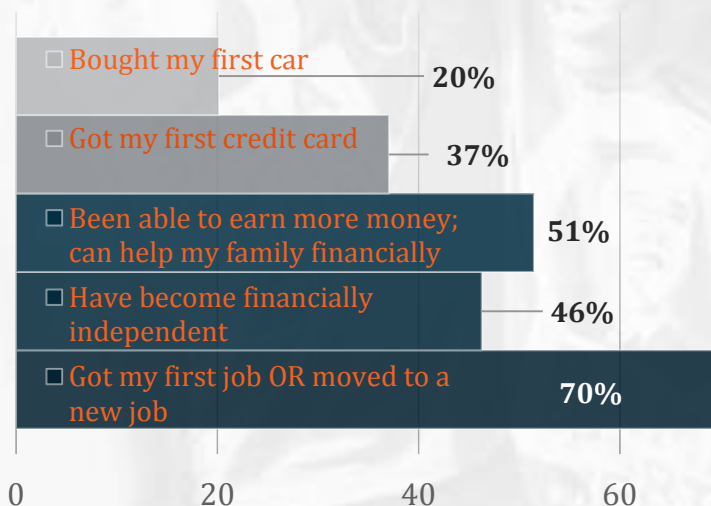 Bought my first car
20%
Got my first credit card
37%
Been able to earn more money;
can help my family financially
51%
Have become financially
independent
46%
Got my first job OR moved to a
new job
70%
0 20 40 60